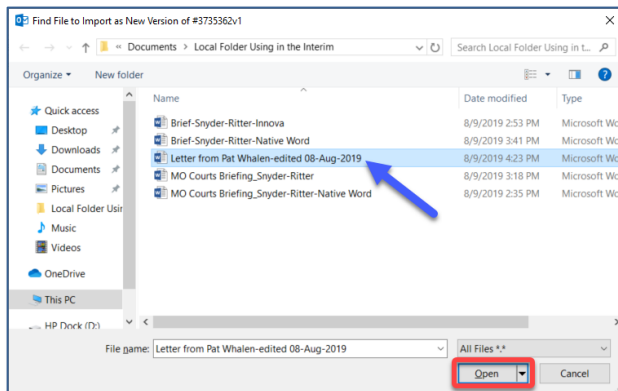 Find File to Import as New Version of #3735362v1
« Documents > Local Folder Using in the Interim
Search Local Folder Using in t...
Organize
New folder
Name
Date modified
Type
Quick access
Desktop
Downloads
Documents
Pictures
Local Folder Usir
Music
Videos
OneDrive
This PC
HP Dock (D:)
Brief-Snyder-Ritter-Innova 8/9/2019 2:53 PM Microsoft Wo
Brief-Snyder-Ritter-Native Word 8/9/2019 3:41 PM Microsoft Wo
Letter from Pat Whalen-edited 08-Aug-2019 8/9/2019 4:23 PM Microsoft Wo
MO Courts Briefing_Snyder-Ritter 8/9/2019 3:18 PM Microsoft Wo
MO Courts Briefing_Snyder-Ritter-Native Word 8/9/2019 2:35 PM Microsoft Wo
File name: Letter from Pat Whalen-edited 08-Aug-2019
All Files *.*
Open
Cancel